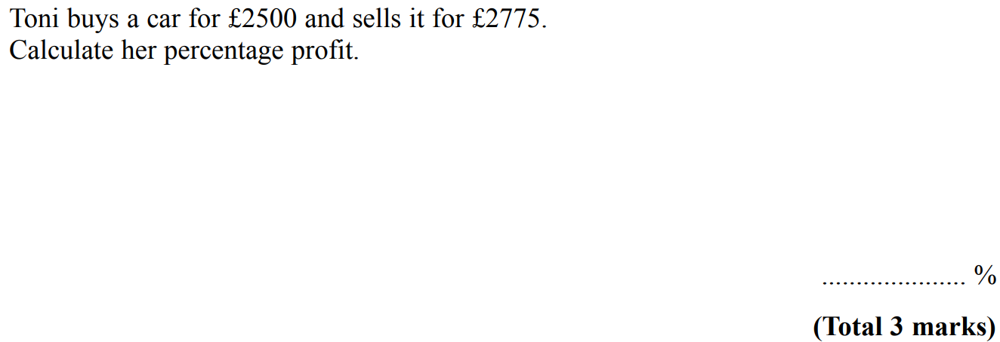 Toni buys a car for £2500 and sells it for £2775.
Calculate her percentage profit.
..................... %
(Total 3 marks)